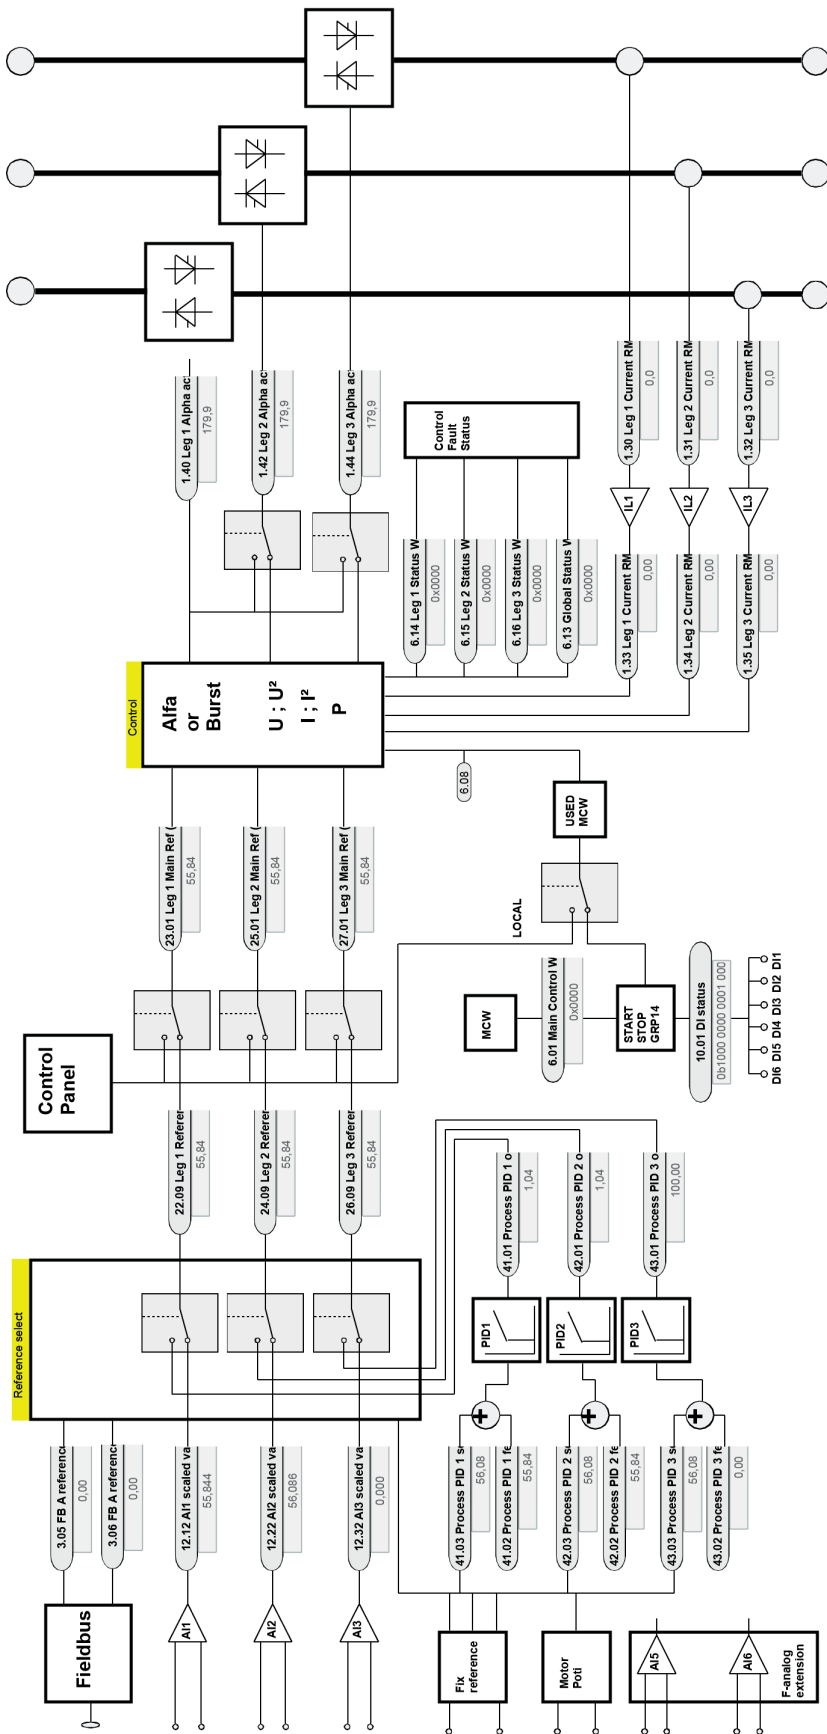 Fieldbus
3.05 FB A reference
0,00
3.06 FB A reference
0,00
AI1
12.12 AI1 scaled va
55,844
AI2
12.22 AI2 scaled va
56,086
AI3
12.32 AI3 scaled va
0,000
Reference select
22.09 Leg 1 Referer
55,84
24.09 Leg 2 Referer
55,84
26.09 Leg 3 Referer
55,84
Control
Panel
23.01 Leg 1 Main Ref (
55,84
25.01 Leg 2 Main Ref (
55,84
27.01 Leg 3 Main Ref (
55,84
Control
Alfa
or
Burst
U ; U²
I ; I²
P
1.40 Leg 1 Alpha ac
179,9
1.42 Leg 2 Alpha ac
179,9
1.44 Leg 3 Alpha ac
179,9
Fix
reference
Motor
Poti
AI5
AI6
F-analog
extension
41.03 Process PID 1 s
56,08
41.02 Process PID 1 fe
55,84
42.03 Process PID 2 s
56,08
42.02 Process PID 2 fe
55,84
43.03 Process PID 3 s
56,08
43.02 Process PID 3 fe
0,00
+
+
+
PID1
PID2
PID3
41.01 Process PID 1 o
1,04
42.01 Process PID 2 o
1,04
43.01 Process PID 3 o
100,00
MCW
6.01 Main Control W
0x0000
START
STOP
GRP14
10.01 DI status
0b1000 0000 0001 000
DI6 DI5 DI4 DI3 DI2 DI1
LOCAL
USED
MCW
6.08
6.14 Leg 1 Status W
0x0000
6.15 Leg 2 Status W
0x0000
6.16 Leg 3 Status W
0x0000
6.13 Global Status W
0x0000
Control
Fault
Status
1.33 Leg 1 Current RM
0,00
1.34 Leg 2 Current RM
0,00
1.35 Leg 3 Current RM
0,00
IL1
IL2
IL3
1.30 Leg 1 Current RM
0,0
1.31 Leg 2 Current RM
0,0
1.32 Leg 3 Current RM
0,0